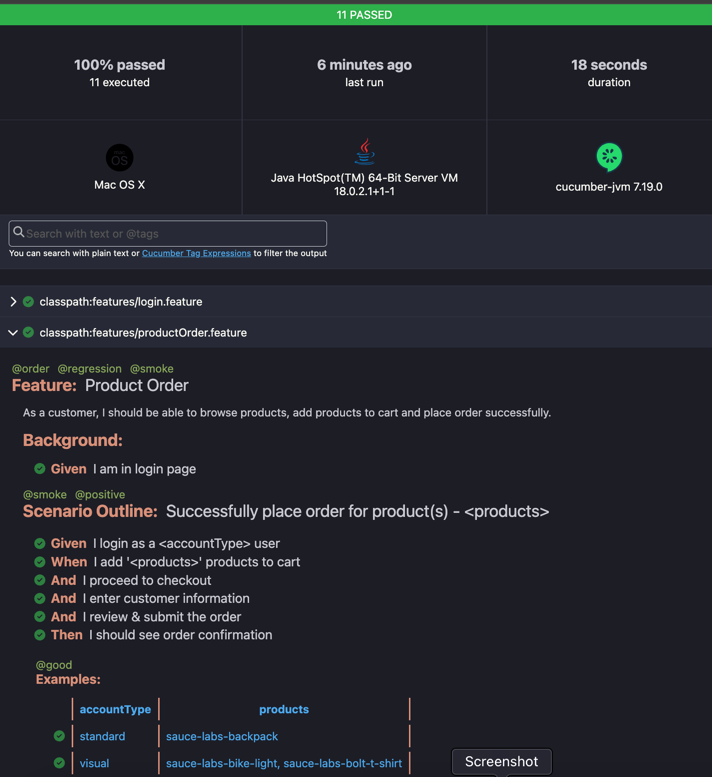 11 PASSED
100% passed
11 executed
6 minutes ago
last run
18 seconds
duration
mac
OS
Mac OS X
Java HotSpot(TM) 64-Bit Server VM
18.0.2.1+1-1
cucumber-jvm 7.19.0
Search with text or @tags
You can search with plain text or Cucumber Tag Expressions to filter the output
classpath:features/login.feature
classpath:features/productOrder.feature
@order @regression @smoke
Feature: Product Order
As a customer, I should be able to browse products, add products to cart and place order successfully.
Background:
Given I am in login page
@smoke @positive
Scenario Outline: Successfully place order for product(s) - <products>
Given I login as a <accountType> user
When I add '<products>' products to cart
And I proceed to checkout
And I enter customer information
And I review & submit the order
Then I should see order confirmation
@good
Examples:
accountType products
standard sauce-labs-backpack
visual sauce-labs-bike-light, sauce-labs-bolt-t-shirt
Screenshot